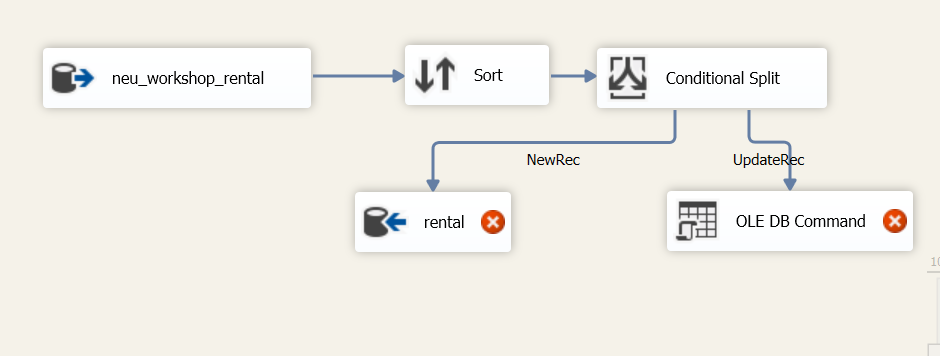 neu_workshop_rental
Sort
Conditional Split
NewRec
UpdateRec
rental
OLE DB Command